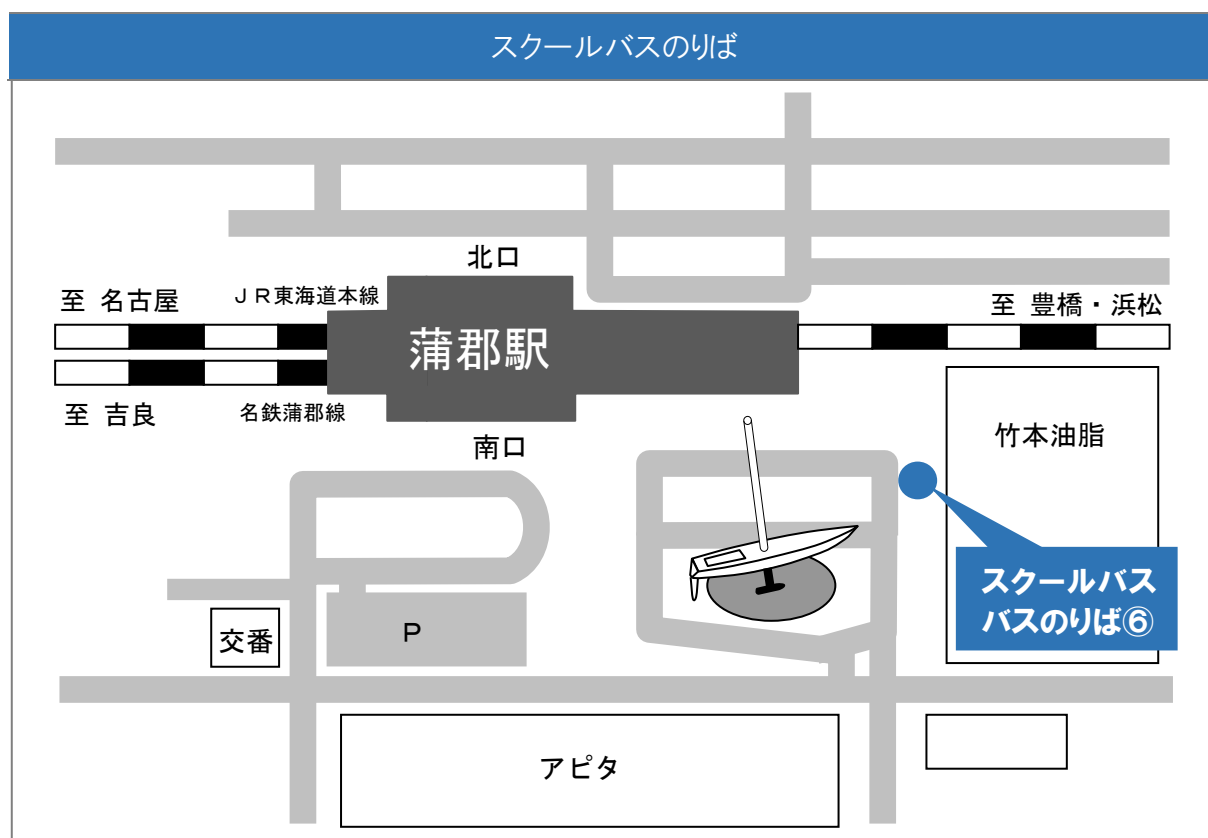 スクールバスのりば
北口
至 名古屋
ＪＲ東海道本線
至 豊橋・浜松
蒲郡駅
至 吉良
名鉄蒲郡線
南口
竹本油脂
スクールバス
バスのりば⑥
交番
Ｐ
アピタ